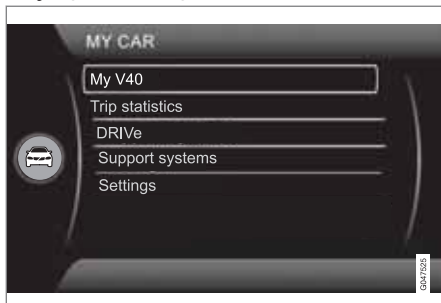 MY CAR
My V40
Trip statistics
DRIVe
Support systems
Settings
G047525